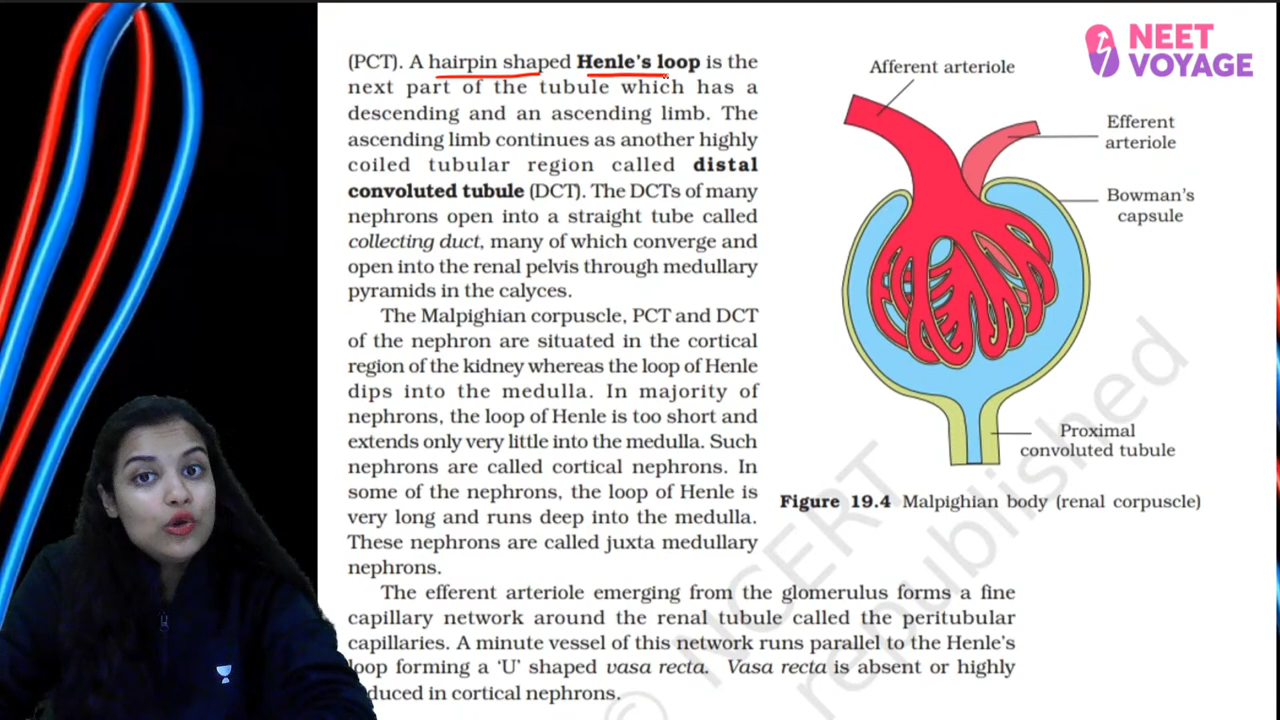 NEET
VOYAGE
(PCT). A hairpin shaped Henle's loop is the
next part of the tubule which has a
descending and an ascending limb. The
ascending limb continues as another highly
coiled tubular region called distal
convoluted tubule (DCT). The DCTs of many
nephrons open into a straight tube called
collecting duct, many of which converge and
open into the renal pelvis through medullary
pyramids in the calyces.
The Malpighian corpuscle, PCT and DCT
of the nephron are situated in the cortical
region of the kidney whereas the loop of Henle
dips into the medulla. In majority of
nephrons, the loop of Henle is too short and
extends only very little into the medulla. Such
nephrons are called cortical nephrons. In
some of the nephrons, the loop of Henle is
very long and runs deep into the medulla.
These nephrons are called juxta medullary
nephrons.
Afferent arteriole
Efferent
arteriole
Bowman's
capsule
Proximal
convoluted tubule
Figure 19.4 Malpighian body (renal corpuscle)
The efferent arteriole emerging from the glomerulus forms a fine
capillary network around the renal tubule called the peritubular
capillaries. A minute vessel of this network runs parallel to the Henle's
loop forming a 'U' shaped vasa recta. Vasa recta is absent or highly
in cortical nephrons.
© NCERT
republished